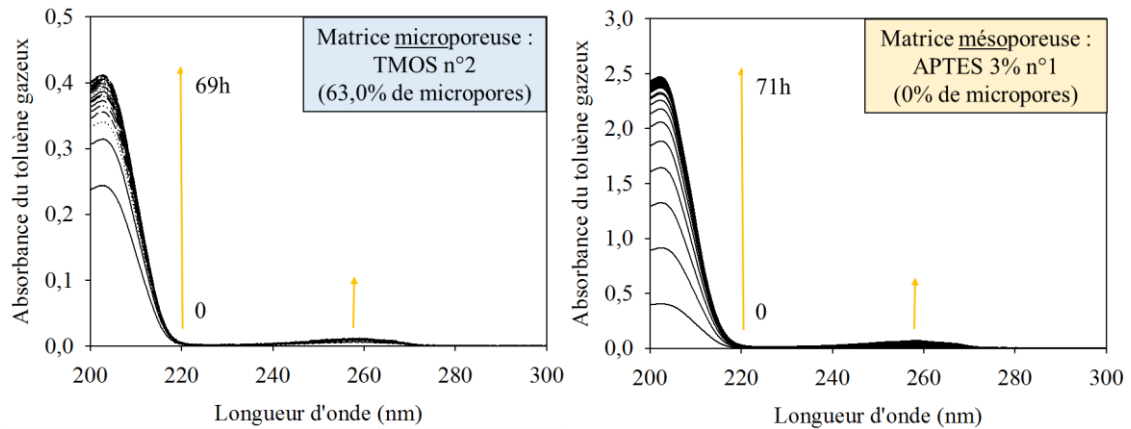 Absorbance du toluène gazeux
0,5
0,4
0,3
0,2
0,1
0,0
Matrice microporeuse :
TMOS n°2
(63,0% de micropores)
69h
0
200 220 240 260 280 300
Longueur d'onde (nm)
Absorbance du toluène gazeux
3,0
2,5
2,0
1,5
1,0
0,5
0,0
Matrice mésoporeuse :
APTES 3% n°1
(0% de micropores)
71h
0
200 220 240 260 280 300
Longueur d'onde (nm)